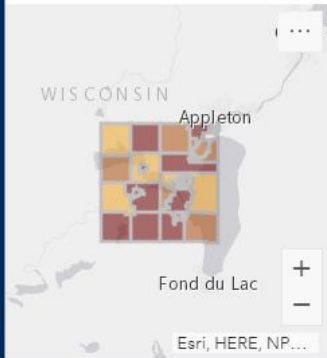 WISCONSIN
Appleton
Fond du Lac
+
−
Esri, HERE, NP...